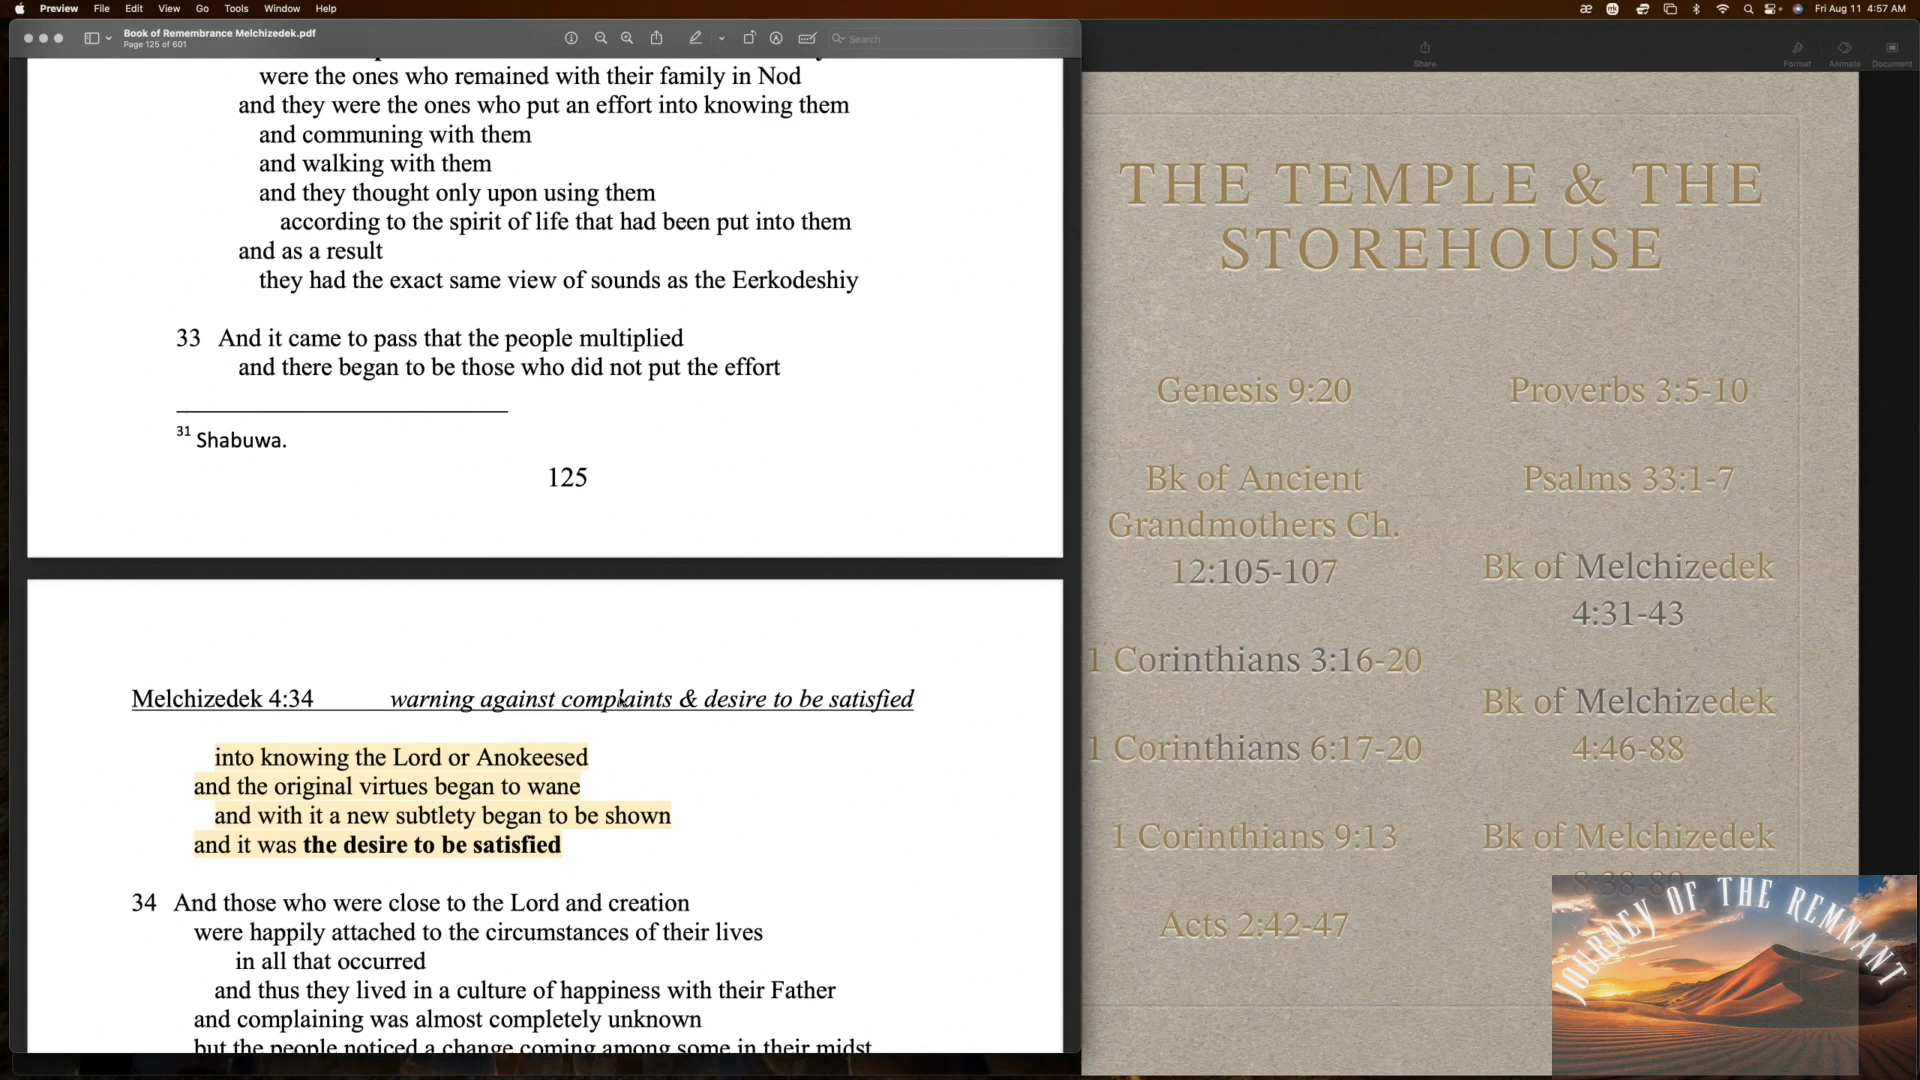 Preview File Edit View Go Tools Window Help
Fri Aug 11 4:57 AM
Book of Remembrance Melchizedek.pdf
Page 125 of 601
Search
Share
Format Animate Document
were the ones who remained with their family in Nod
and they were the ones who put an effort into knowing them
and communing with them
and walking with them
and they thought only upon using them
according to the spirit of life that had been put into them
and as a result
they had the exact same view of sounds as the Eerkodeshiy
33 And it came to pass that the people multiplied
and there began to be those who did not put the effort
31 Shabuwa.
125
Melchizedek 4:34 warning against complaints & desire to be satisfied
into knowing the Lord or Anokeesed
and the original virtues began to wane
and with it a new subtlety began to be shown
and it was the desire to be satisfied
34 And those who were close to the Lord and creation
were happily attached to the circumstances of their lives
in all that occurred
and thus they lived in a culture of happiness with their Father
and complaining was almost completely unknown
but the people noticed a change coming among some in their midst
THE TEMPLE & THE
STOREHOUSE
Genesis 9:20
Bk of Ancient
Grandmothers Ch.
12:105-107
1 Corinthians 3:16-20
1 Corinthians 6:17-20
1 Corinthians 9:13
Acts 2:42-47
Proverbs 3:5-10
Psalms 33:1-7
Bk of Melchizedek
4:31-43
Bk of Melchizedek
4:46-88
Bk of Melchizedek
8:38-80
JOURNEY OF THE REMNANT